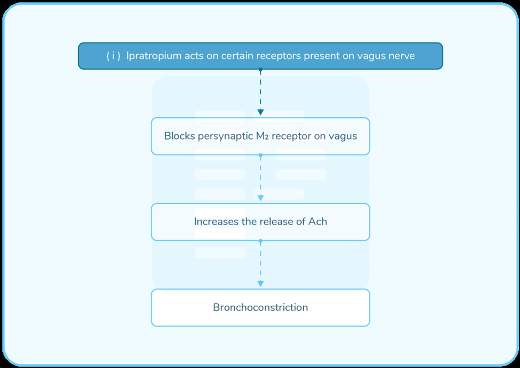 ( i ) Ipratropium acts on certain receptors present on vagus nerve
Blocks persynaptic M₂ receptor on vagus
Increases the release of Ach
Bronchoconstriction